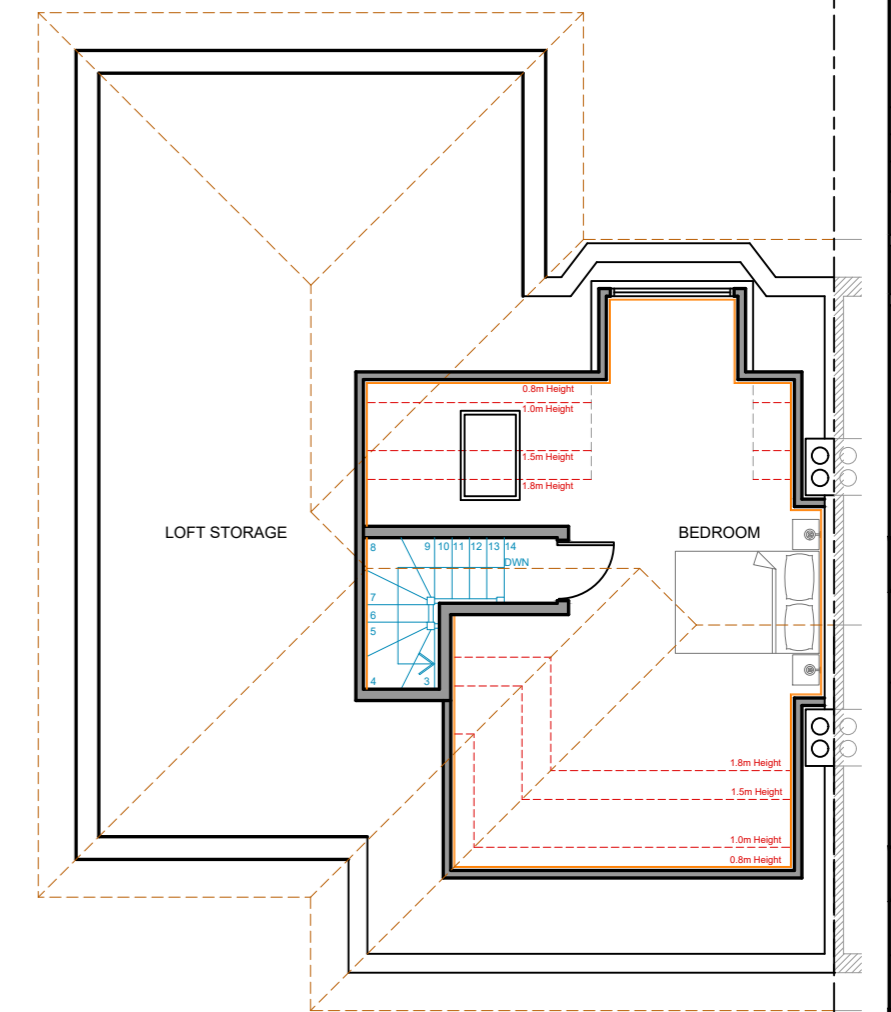 0.8m Height
1.0m Height
1.5m Height
1.8m Height
LOFT STORAGE
BEDROOM
8
9 10 11 12 13 14
DWN
7
6
5
4
3
1.8m Height
1.5m Height
1.0m Height
0.8m Height